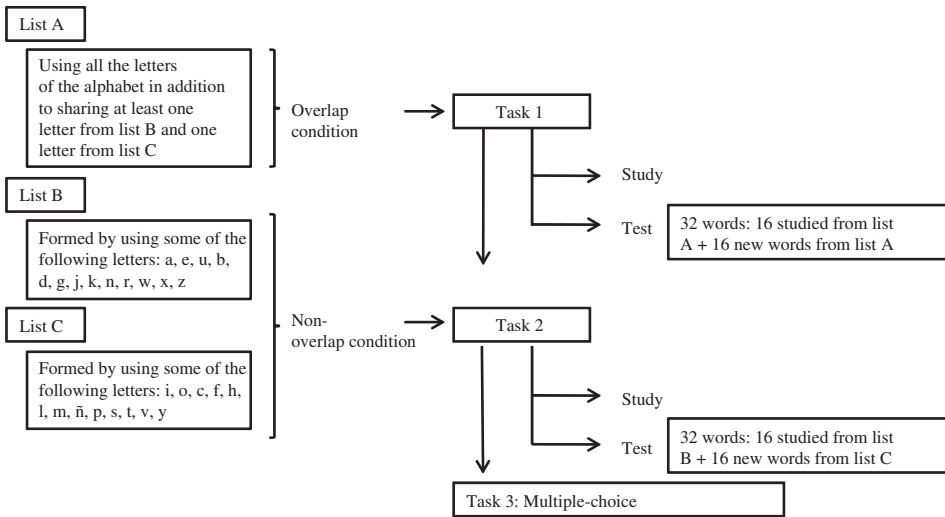 List A
Using all the letters
of the alphabet in addition
to sharing at least one
letter from list B and one
letter from list C
Overlap
condition
Task 1
Study
Test
32 words: 16 studied from list
A + 16 new words from list A
List B
Formed by using some of the
following letters: a, e, u, b,
d, g, j, k, n, r, w, x, z
List C
Formed by using some of the
following letters: i, o, c, f, h,
l, m, ñ, p, s, t, v, y
Non-
overlap condition
Task 2
Study
Test
32 words: 16 studied from list
B + 16 new words from list C
Task 3: Multiple-choice